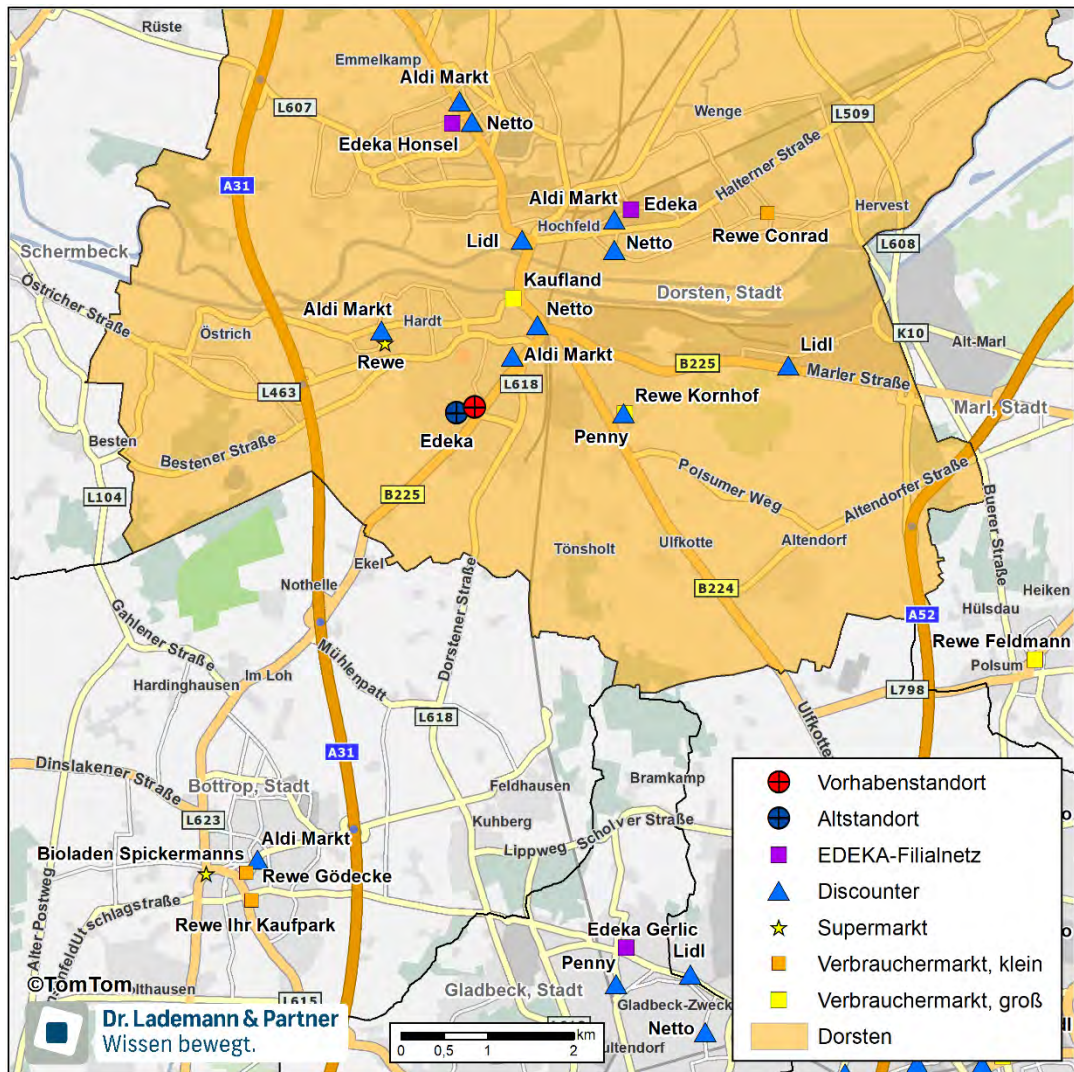 Rüste
Emmelkamp
Aldi Markt
L607
Netto
Edeka Honsel
Wenge
L509
A31
Halterner Straße
Aldi Markt
Edeka
Hochfeld
Hervest
Lidl
Netto
Rewe Conrad
L608
Schermbeck
Kaufland
Dorsten, Stadt
Östricher Straße
Aldi Markt
Hardt
Netto
Östrich
K10
Alt-Marl
Rewe
Aldi Markt
Lidl
B225
Marler Straße
L618
L463
Rewe Kornhof
Marl, Stadt
Edeka
Penny
Besten
Bestener Straße
L104
B225
Polsumer Weg
Altendorfer Straße
Buerer Straße
Tönsholt
Ulfkotte
Altendorf
Ekel
Nothelle
B224
Heiken
A52
Hülsdau
Gahlener Straße
Mühlenpatt
Dorstener Straße
Rewe Feldmann
Im Loh
Polsum
Hardinghausen
L798
L618
Ulfkotte
A31
Dinslakener Straße
Bottrop, Stadt
Feldhausen
Bramkamp
L623
Kuhberg
Scholver Straße
Aldi Markt
Lippweg
Bioladen Spickermanns
Rewe Gödecke
Alter Postweg
schlagstraße
Rewe Ihr Kaufpark
Edeka Gerlic
Lidl
Penny
©TomTom
Gladbeck, Stadt
Gladbeck-Zweck
L615
Netto
ultendorf
Dr. Lademann & Partner
Wissen bewegt.
km
0 0,5 1 2
Vorhabenstandort
Altstandort
EDEKA-Filialnetz
Discounter
Supermarkt
Verbrauchermarkt, klein
Verbrauchermarkt, groß
Dorsten